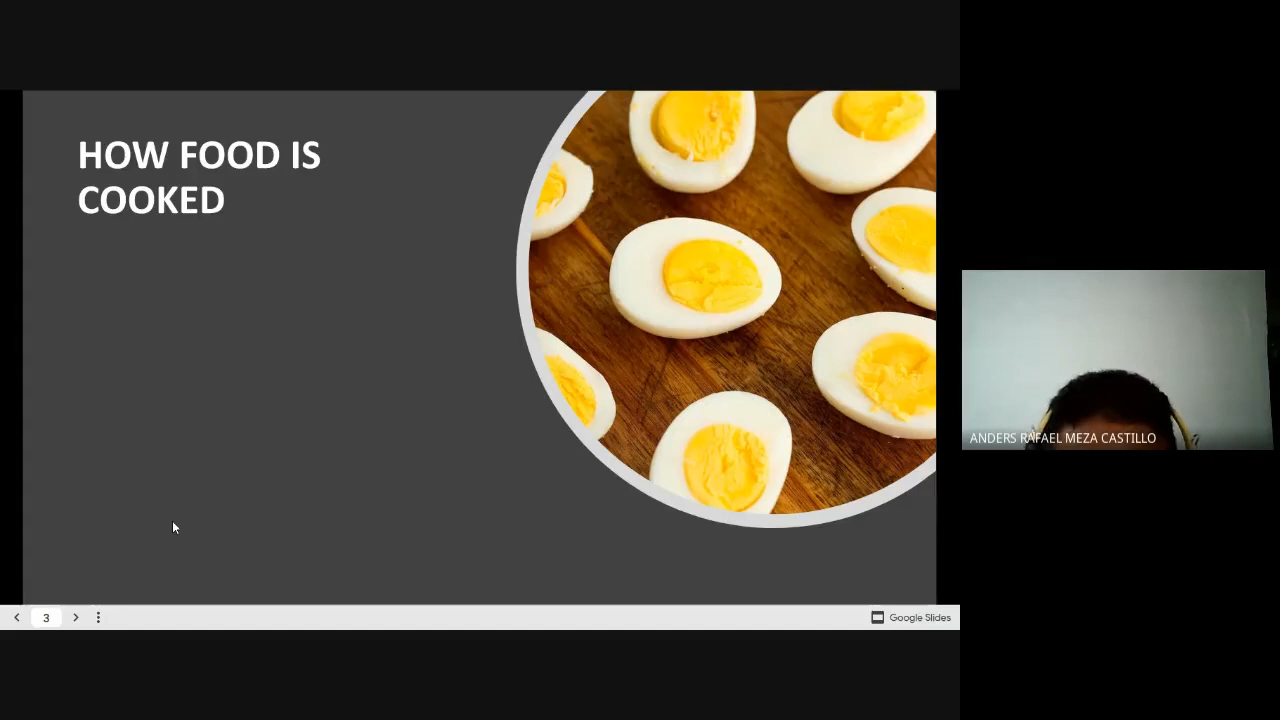 HOW FOOD IS
COOKED
ANDERS RAFAEL MEZA CASTILLO
3
Google Slides